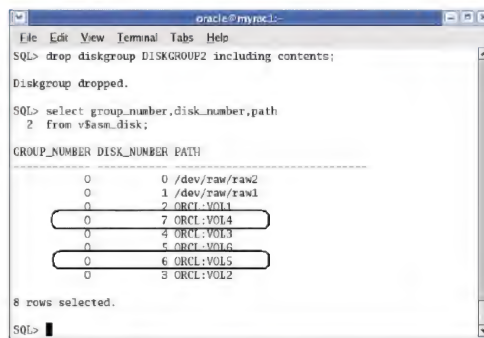 oracle@myrac1:~
File Edit View Terminal Tabs Help
SQL> drop diskgroup DISKGROUP2 including contents;
Diskgroup dropped.
SQL> select group_number,disk_number,path
2 from v$asm_disk;
GROUP_NUMBER DISK_NUMBER PATH
------------ ----------- ----------------------------------------
0 0 /dev/raw/raw2
0 1 /dev/raw/raw1
0 2 ORCL:VOL1
0 7 ORCL:VOL4
0 4 ORCL:VOL3
0 5 ORCL:VOL6
0 6 ORCL:VOL5
0 3 ORCL:VOL2
8 rows selected.
SQL>